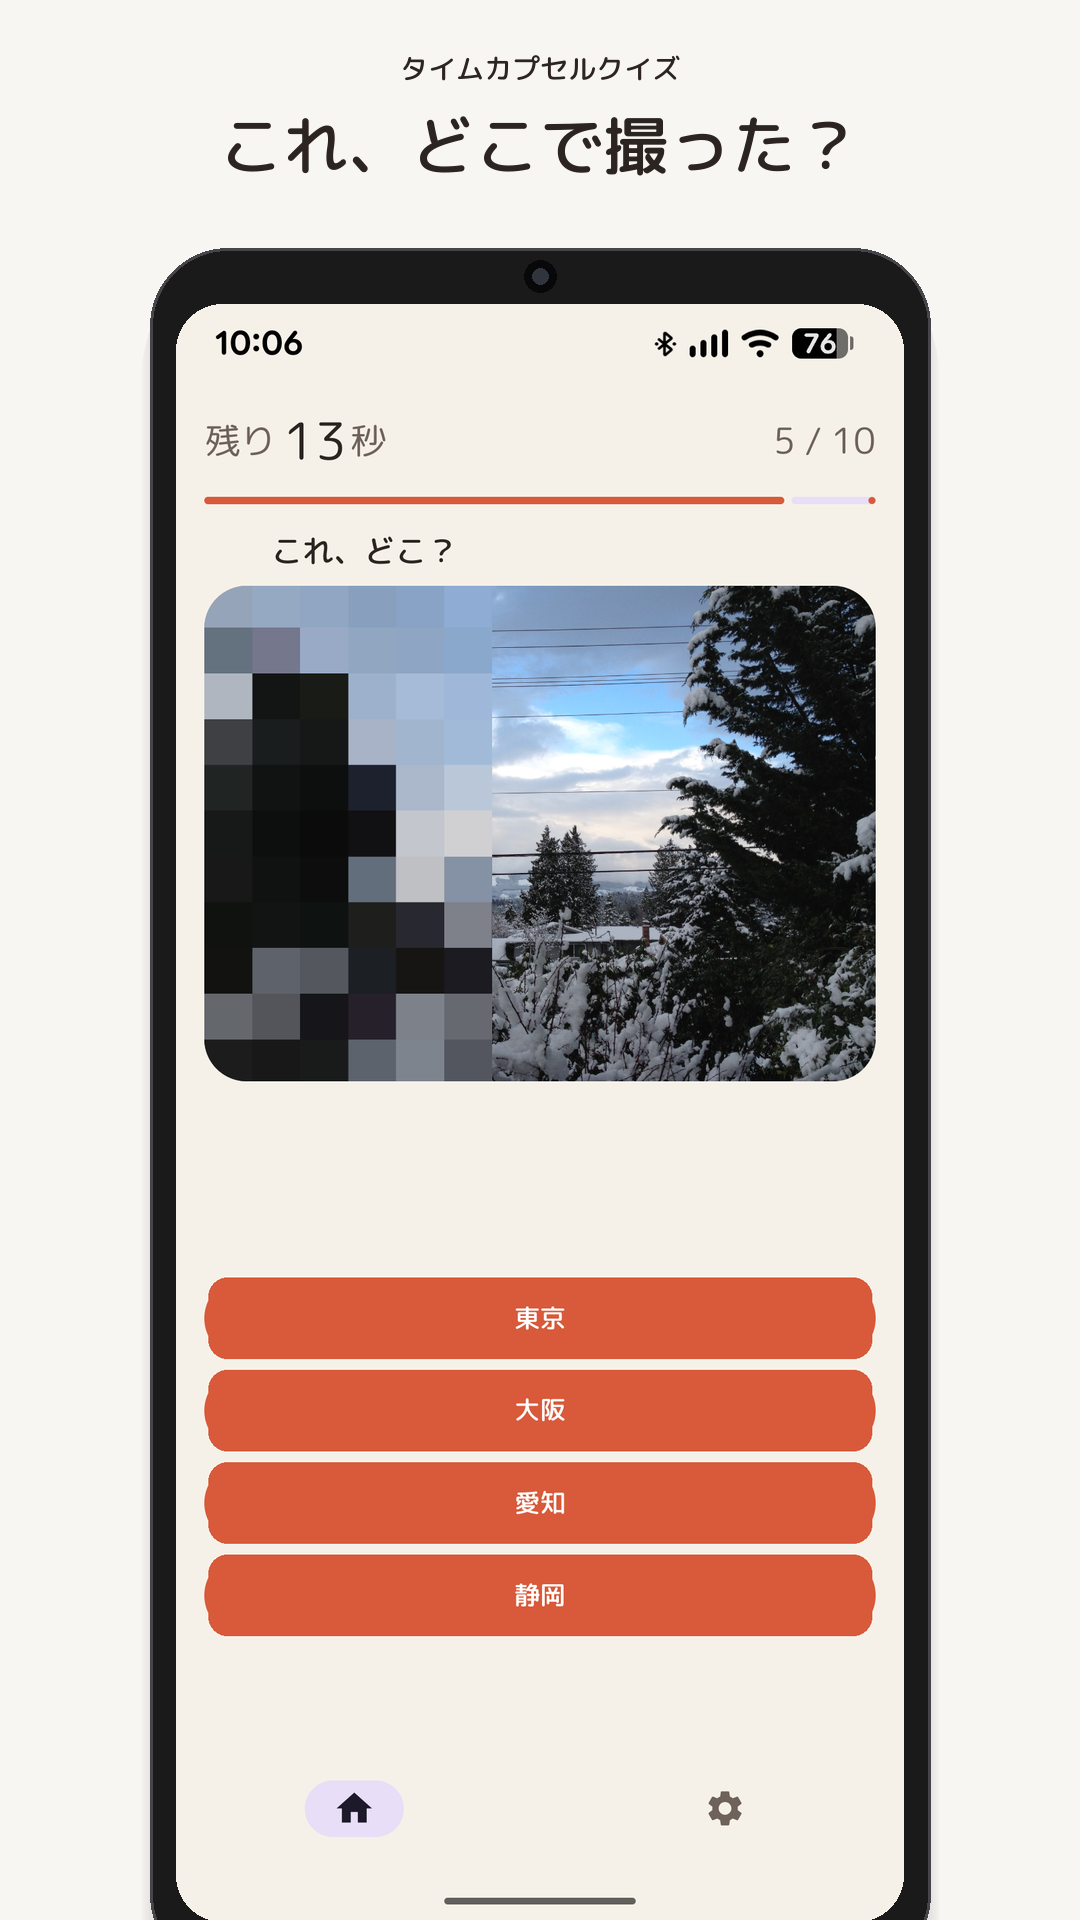 タイムカプセルクイズ
これ、どこで撮った？
10:06
76
残り 13 秒
5 / 10
これ、どこ？
東京
大阪
愛知
静岡